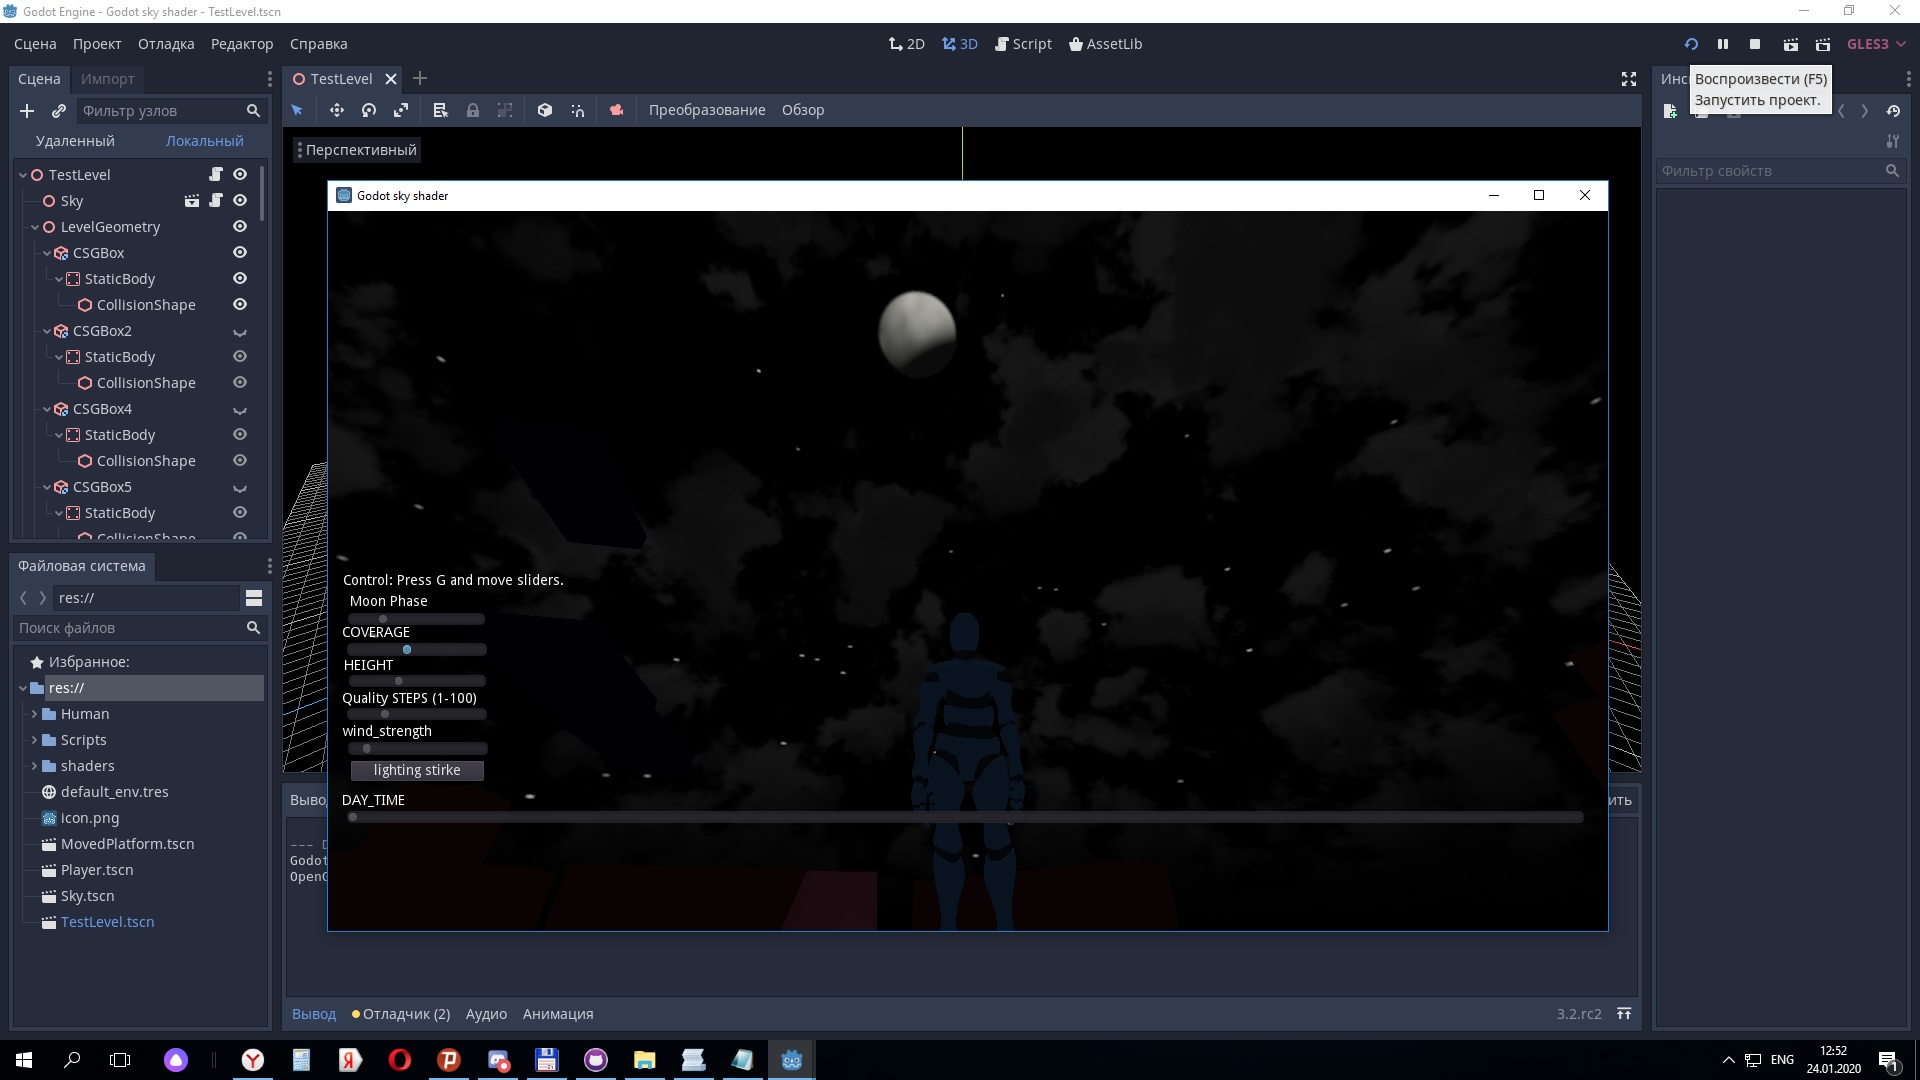 Godot Engine - Godot sky shader - TestLevel.tscn
Сцена Проект Отладка Редактор Справка
2D 3D Script AssetLib
GLES3
Сцена Импорт
TestLevel
Воспроизвести (F5)
Запустить проект.
Фильтр узлов
Преобразование Обзор
Удаленный Локальный
Перспективный
Фильтр свойств
TestLevel
Sky
LevelGeometry
CSGBox
StaticBody
CollisionShape
CSGBox2
StaticBody
CollisionShape
CSGBox4
StaticBody
CollisionShape
CSGBox5
StaticBody
CollisionShape
Godot sky shader
Control: Press G and move sliders.
Moon Phase
COVERAGE
HEIGHT
Quality STEPS (1-100)
wind_strength
lighting stirke
DAY_TIME
Файловая система
res://
Поиск файлов
Избранное:
res://
Human
Scripts
shaders
default_env.tres
icon.png
MovedPlatform.tscn
Player.tscn
Sky.tscn
TestLevel.tscn
Godot
Вывод Отладчик (2) Аудио Анимация
3.2.rc2
ENG
12:52
24.01.2020
1